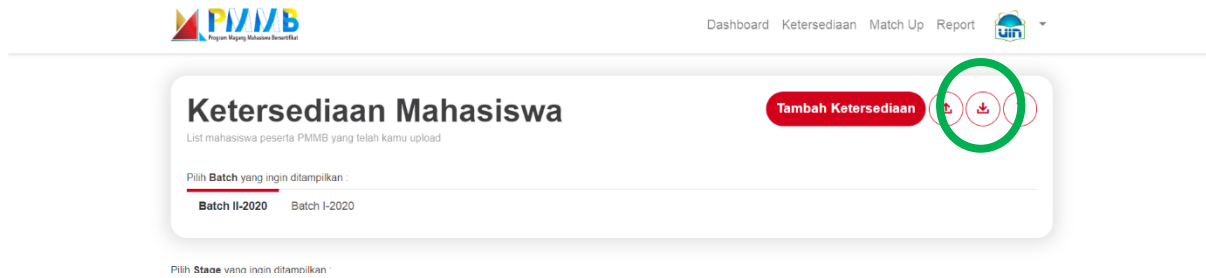 PMMB
Program Magang Mahasiswa Bersertifikat
Dashboard Ketersediaan Match Up Report
uin
Ketersediaan Mahasiswa
Tambah Ketersediaan
List mahasiswa peserta PMMB yang telah kamu upload
Pilih Batch yang ingin ditampilkan :
Batch II-2020 Batch I-2020
Pilih Stage yang ingin ditampilkan :